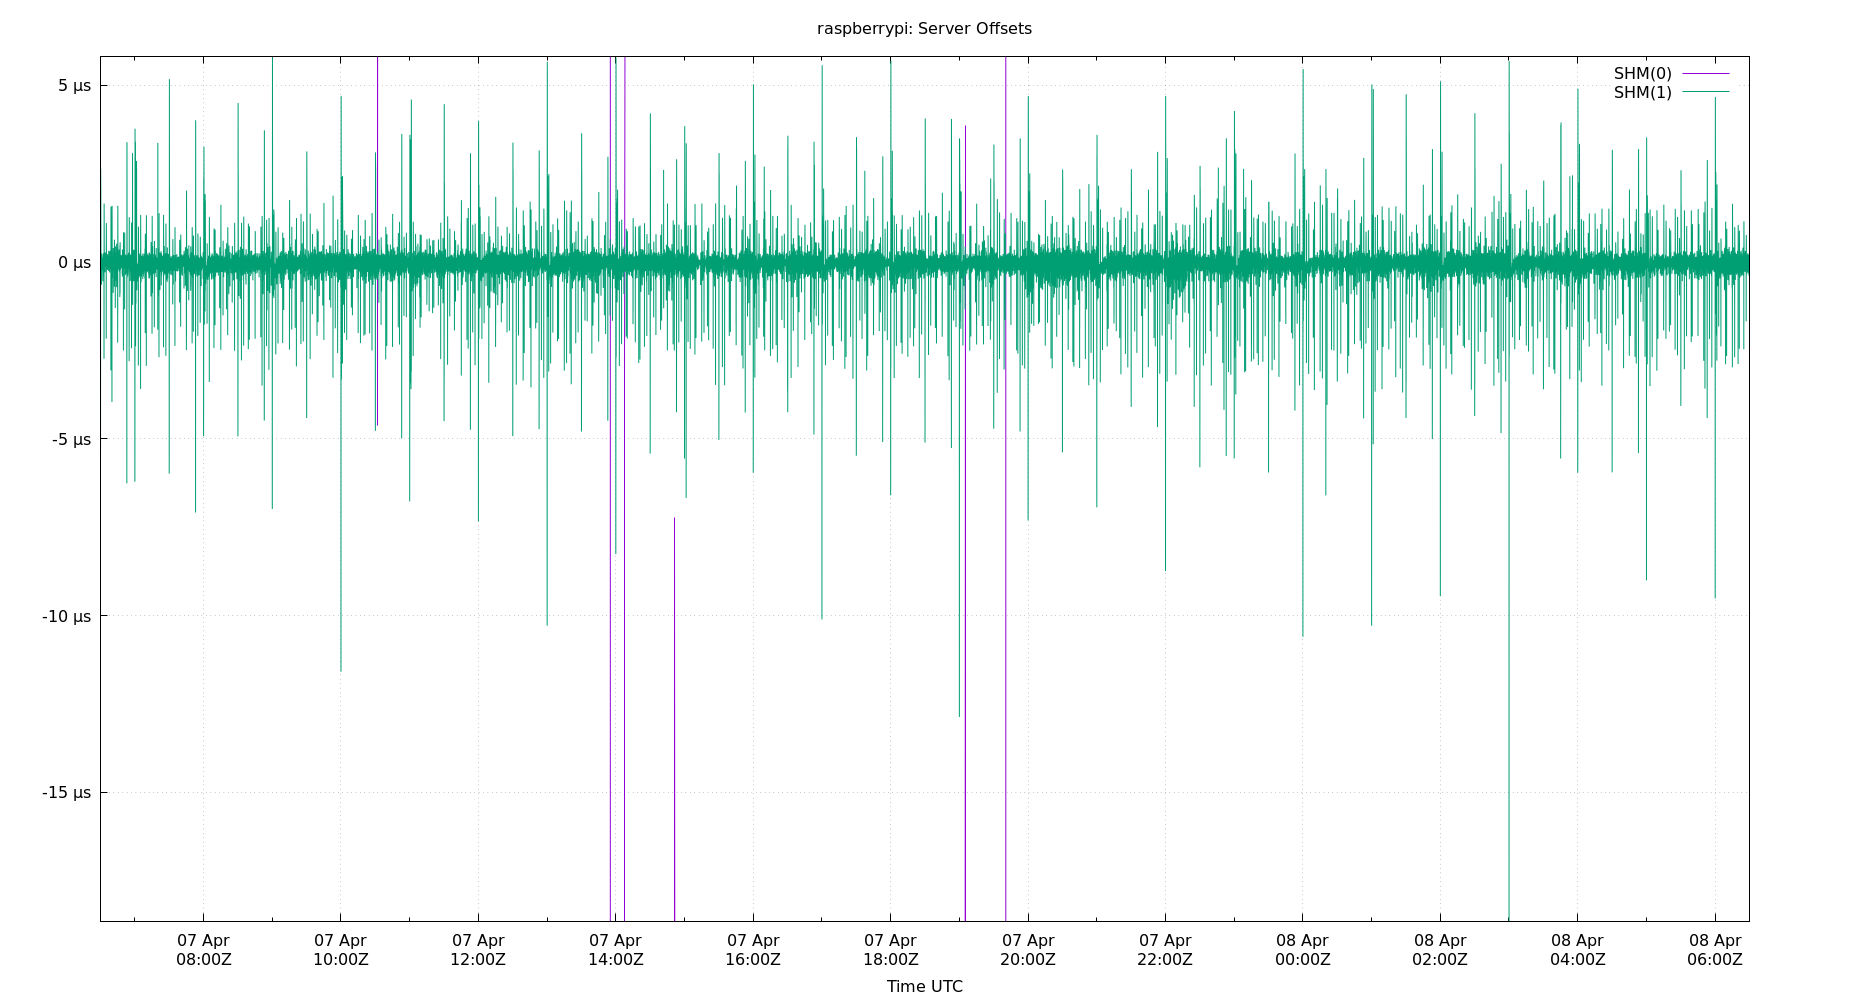 raspberrypi: Server Offsets
SHM(0)
SHM(1)
5 µs
0 µs
-5 µs
-10 µs
-15 µs
07 Apr 07 Apr 07 Apr 07 Apr 07 Apr 07 Apr 07 Apr 07 Apr 08 Apr 08 Apr 08 Apr 08 Apr
08:00Z 10:00Z 12:00Z 14:00Z 16:00Z 18:00Z 20:00Z 22:00Z 00:00Z 02:00Z 04:00Z 06:00Z
Time UTC